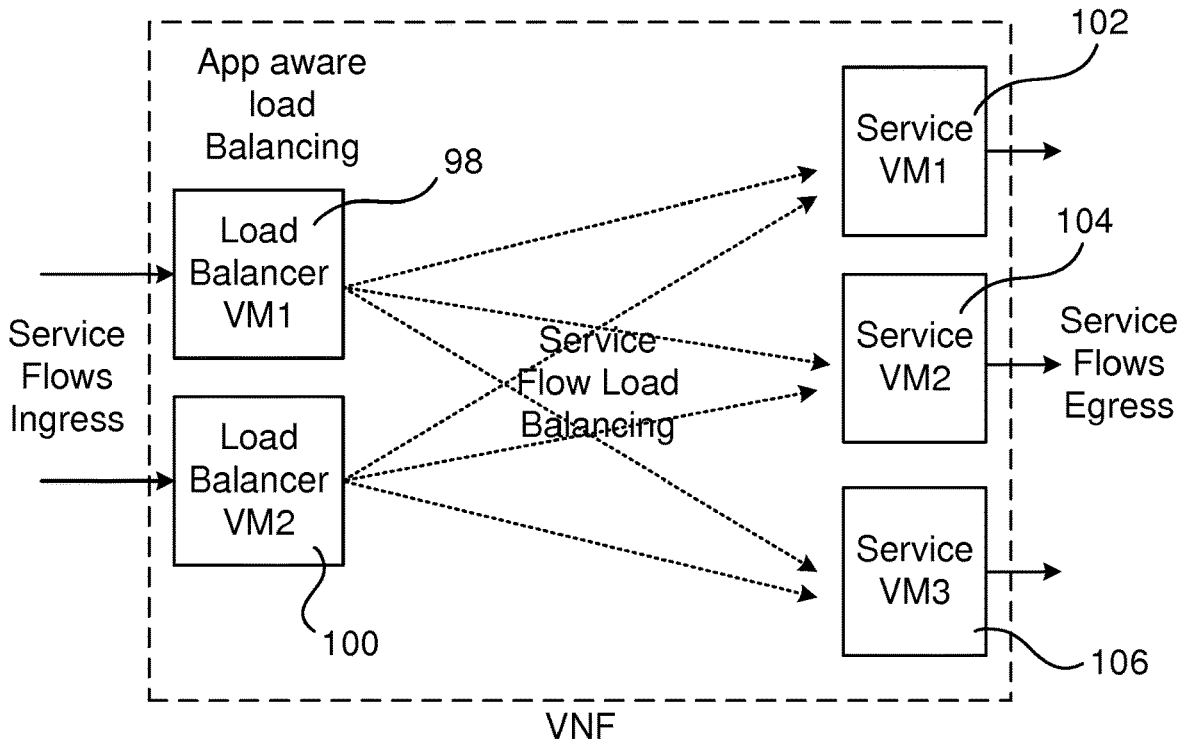 102
App aware
load
Balancing
98
Service
VM1
104
Load
Balancer
VM1
Service
Flows
Ingress
Service
Flow Load
Balancing
Service
VM2
Service
Flows
Egress
Load
Balancer
VM2
Service
VM3
100
106
VNF